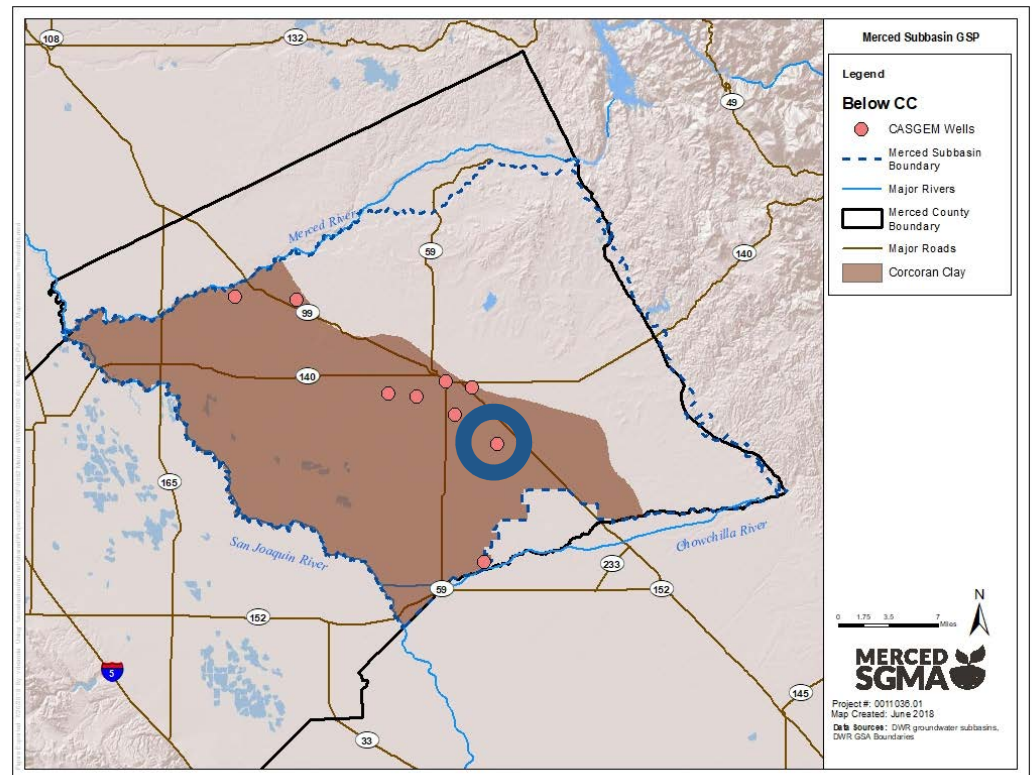 Merced Subbasin GSP
Legend
Below CC
CASGEM Wells
Merced Subbasin
Boundary
Major Rivers
Merced County
Boundary
Major Roads
Corcoran Clay
108
132
49
Merced River
59
140
99
140
165
San Joaquin River
Chowchilla River
233
59
152
152
5
33
145
N
0 1.75 3.5 7
Miles
MERCED
SGMA
Project #: 0011036.01
Map Created: June 2018
Data Sources: DWR groundwater subbasins,
DWR GSA Boundaries